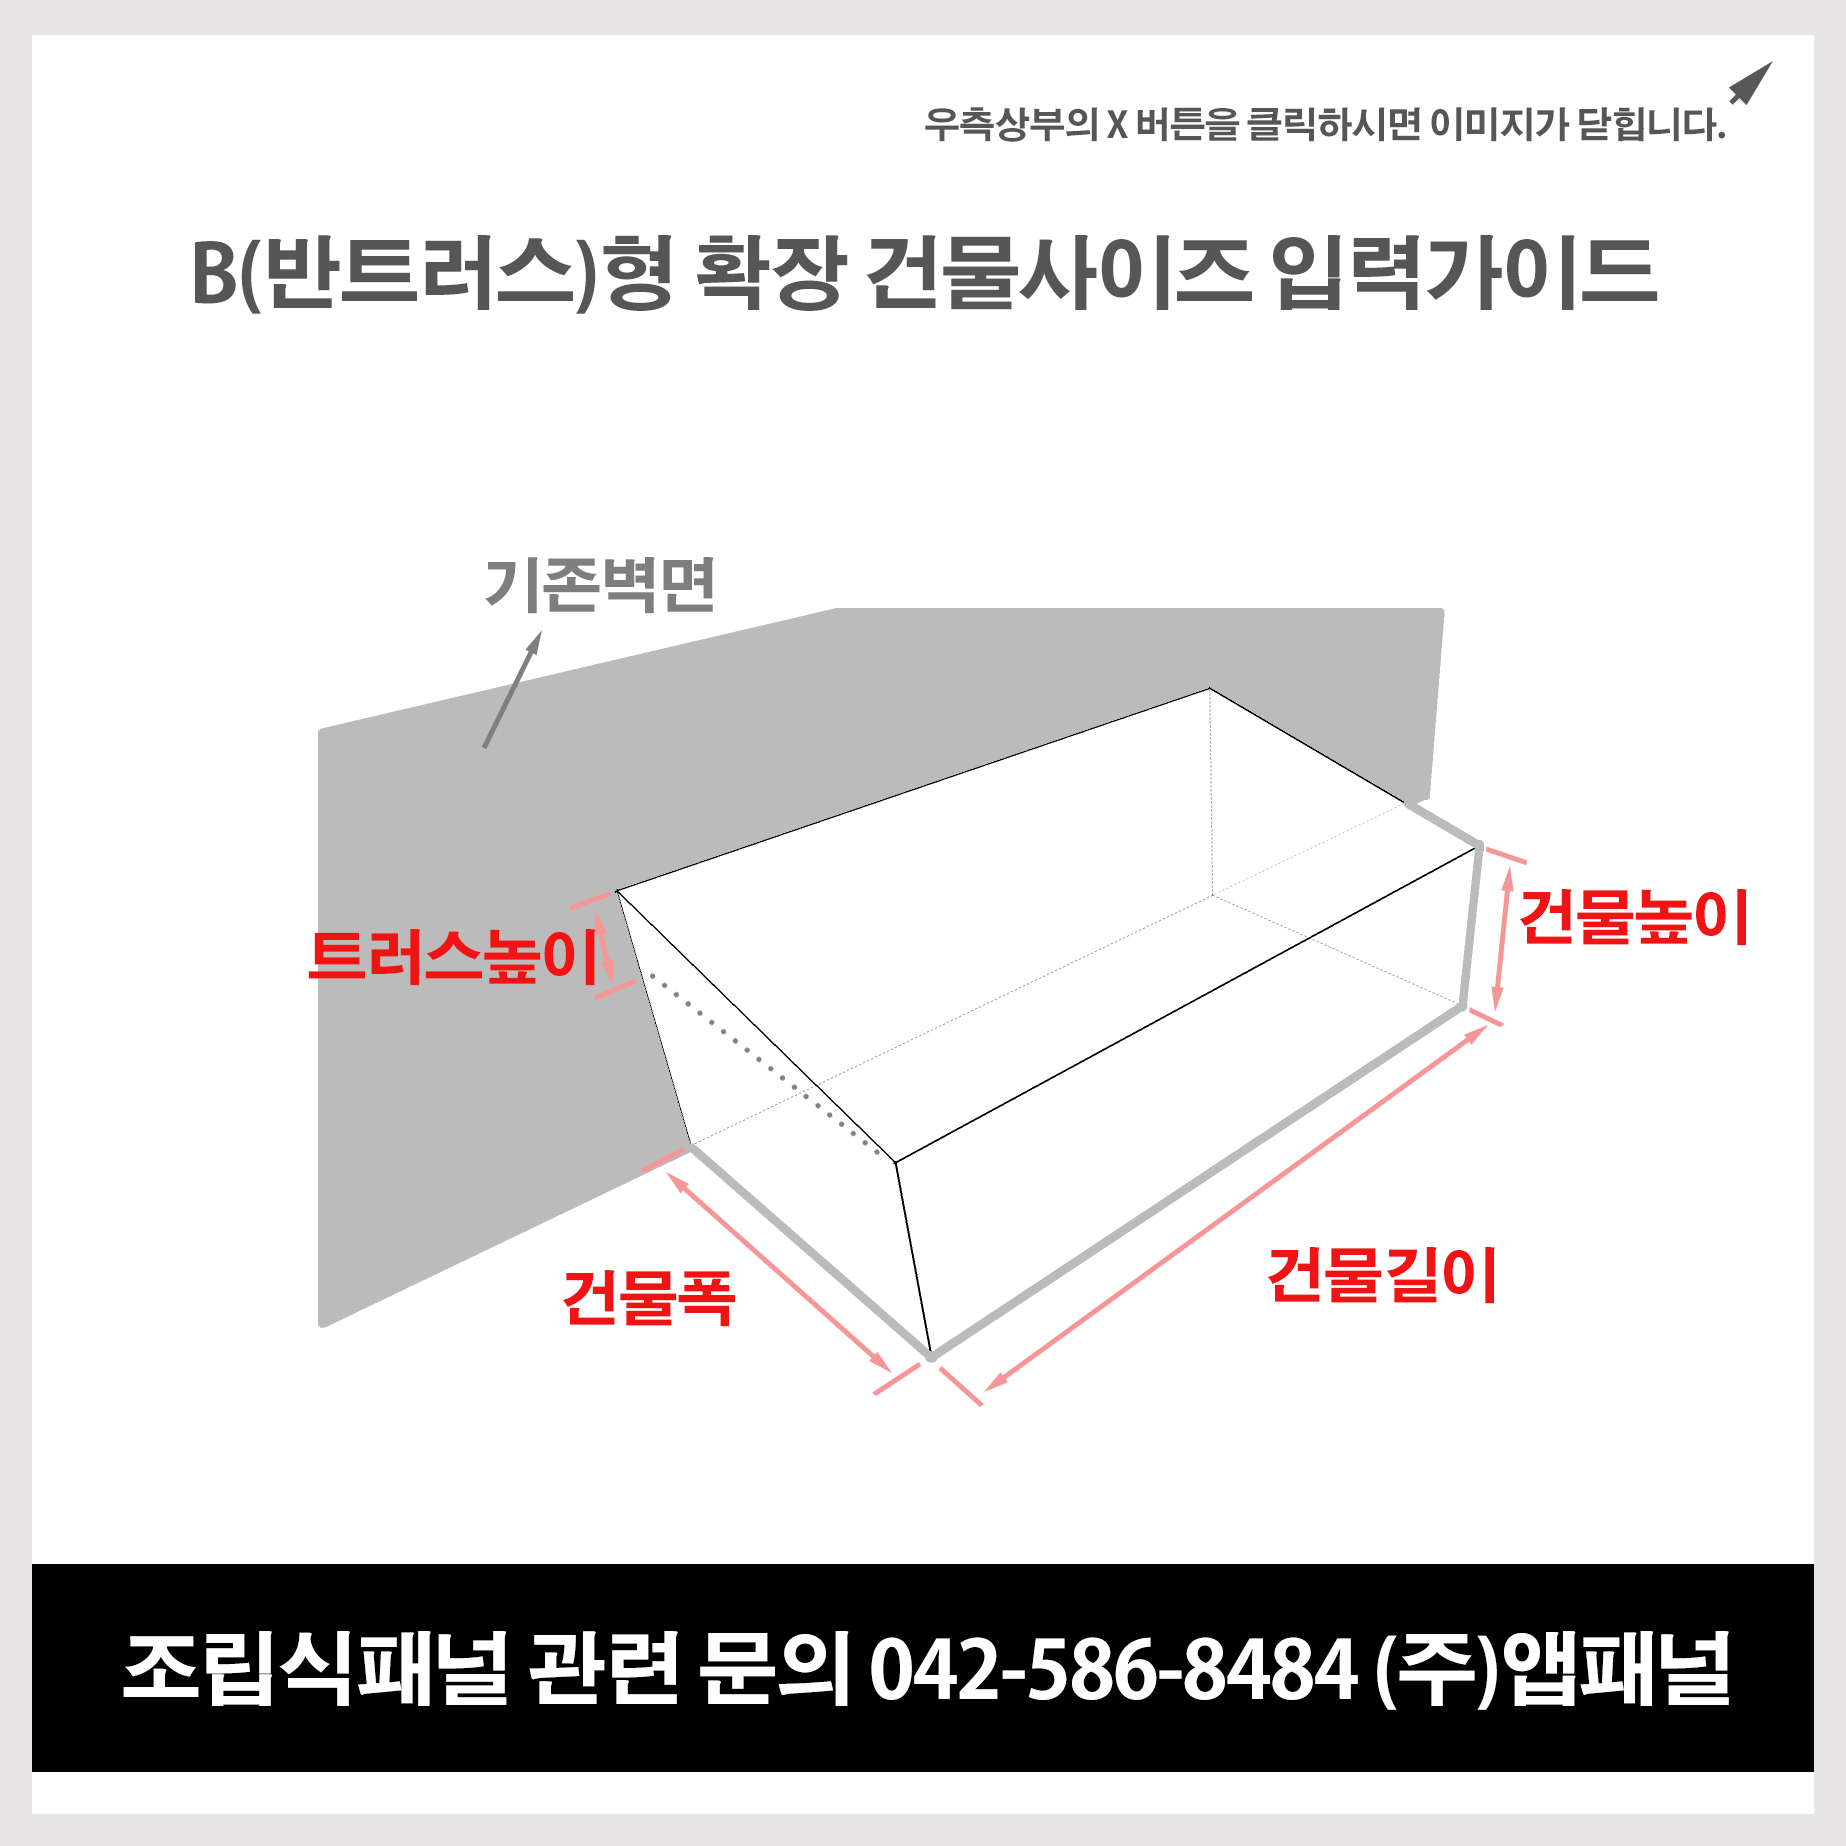 우측상부의 X 버튼을 클릭하시면 이미지가 닫힙니다.
B(반트러스)형 확장 건물사이즈 입력가이드
기존벽면
트러스높이
건물높이
건물폭
건물길이
조립식패널 관련 문의 042-586-8484 (주)앱패널